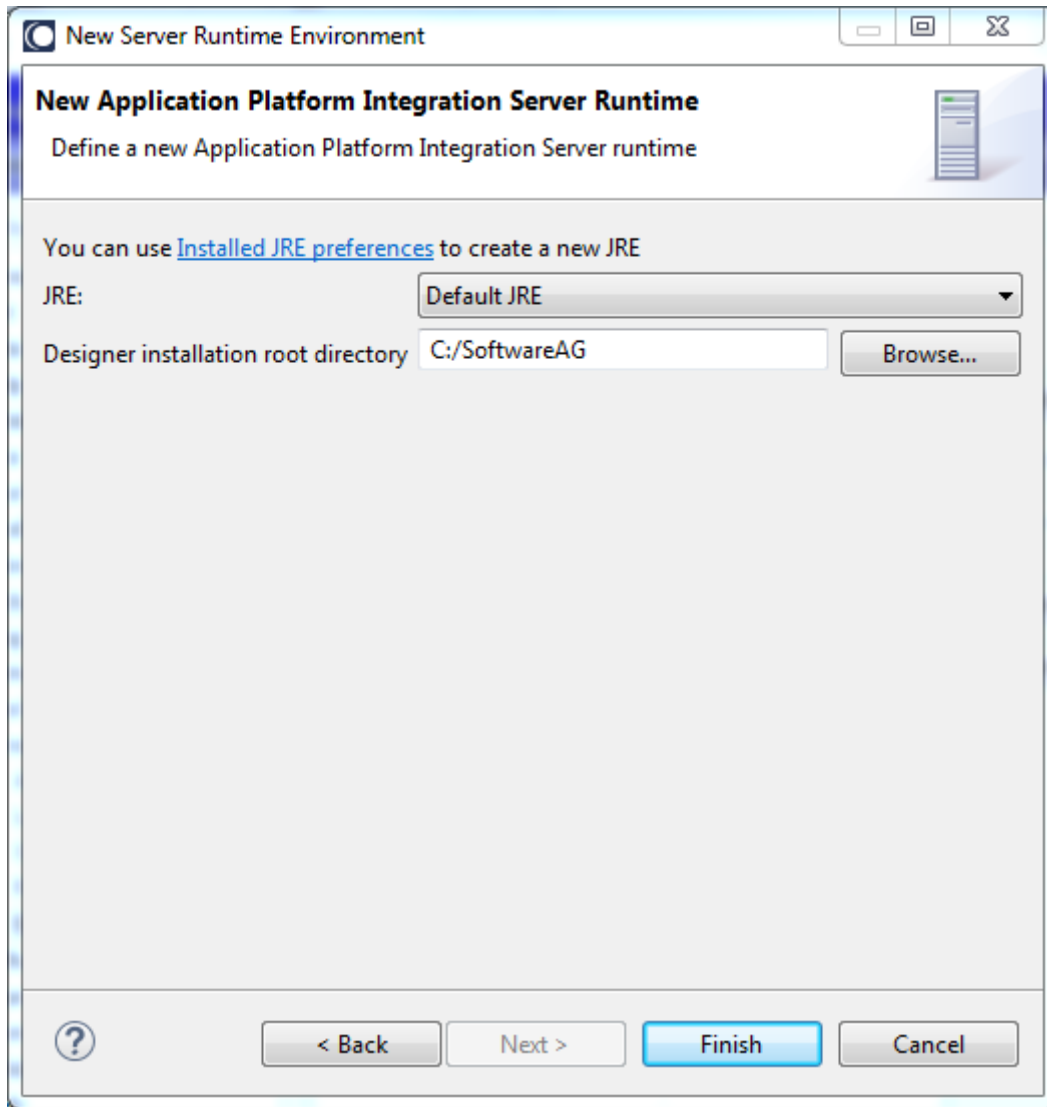 New Server Runtime Environment
New Application Platform Integration Server Runtime
Define a new Application Platform Integration Server runtime
You can use Installed JRE preferences to create a new JRE
JRE: Default JRE
Designer installation root directory C:/SoftwareAG Browse...
? < Back Next > Finish Cancel